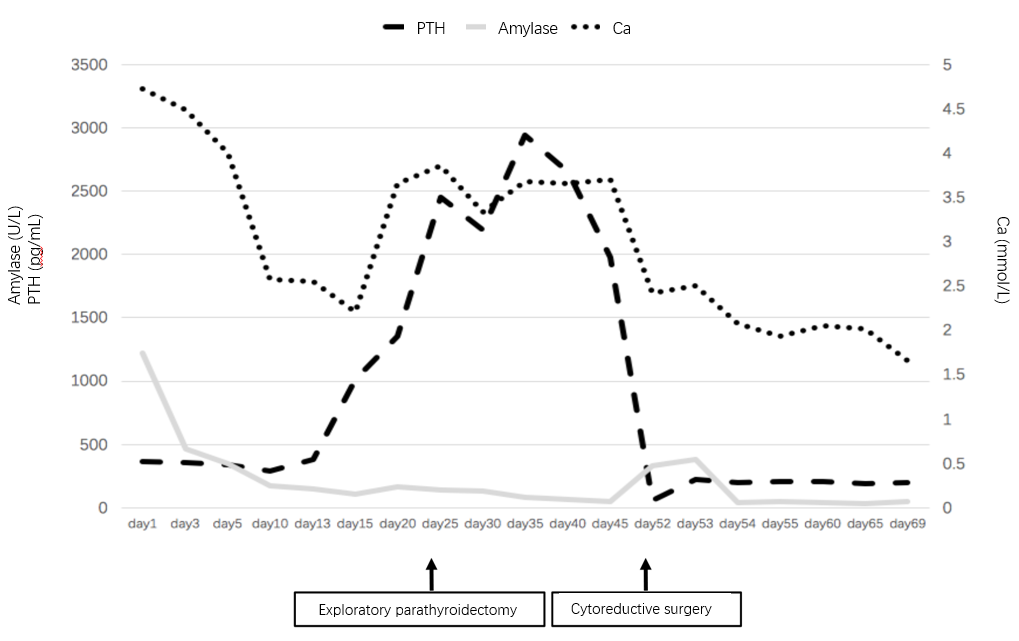 PTH Amylase Ca
3500 5
3000 4.5
2500 4
2000 3.5
1500 3
1000 2.5
500 2
0 1.5
1
0.5
0
Amylase (U/L)
PTH (pg/mL)
Ca (mmol/L)
day1 day3 day5 day10 day13 day15 day20 day25 day30 day35 day40 day45 day52 day53 day54 day55 day60 day65 day69
Exploratory parathyroidectomy
Cytoreductive surgery